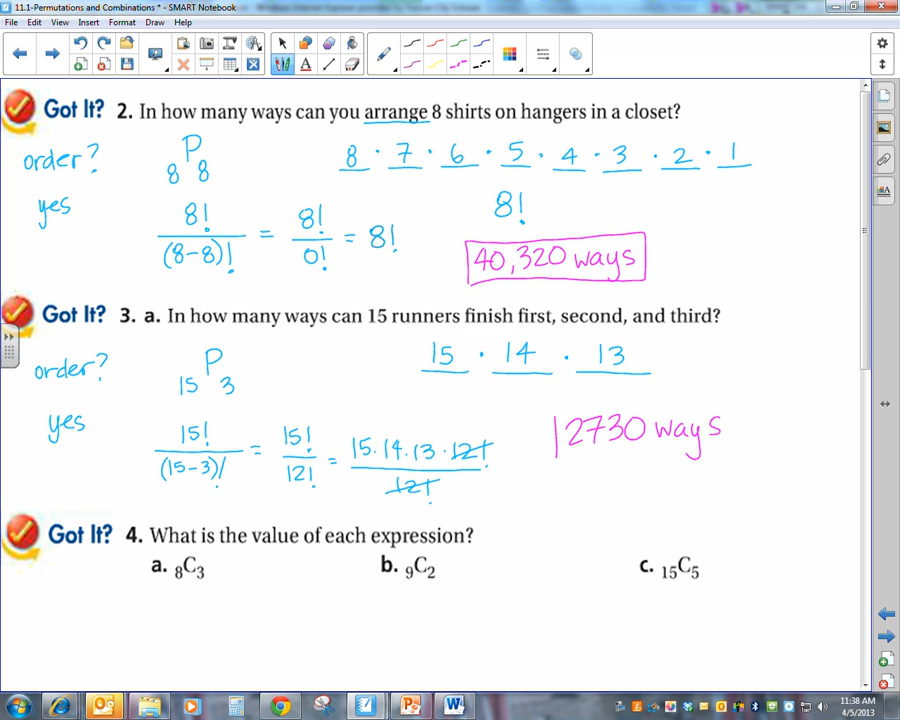 11.1-Permutations and Combinations * - SMART Notebook
File Edit View Insert Format Draw Tools Help
Got It? 2. In how many ways can you arrange 8 shirts on hangers in a closet?
order? 8P8 8 · 7 · 6 · 5 · 4 · 3 · 2 · 1
yes
8!/(8-8)! = 8!/0! = 8! 8!
40,320 ways
Got It? 3. a. In how many ways can 15 runners finish first, second, and third?
order? 15P3 15 · 14 · 13
yes
15!/(15-3)! = 15!/12! = 15·14·13·12!/12! 12730 ways
Got It? 4. What is the value of each expression?
a. 8C3 b. 9C2 c. 15C5
11:38 AM
4/5/2013